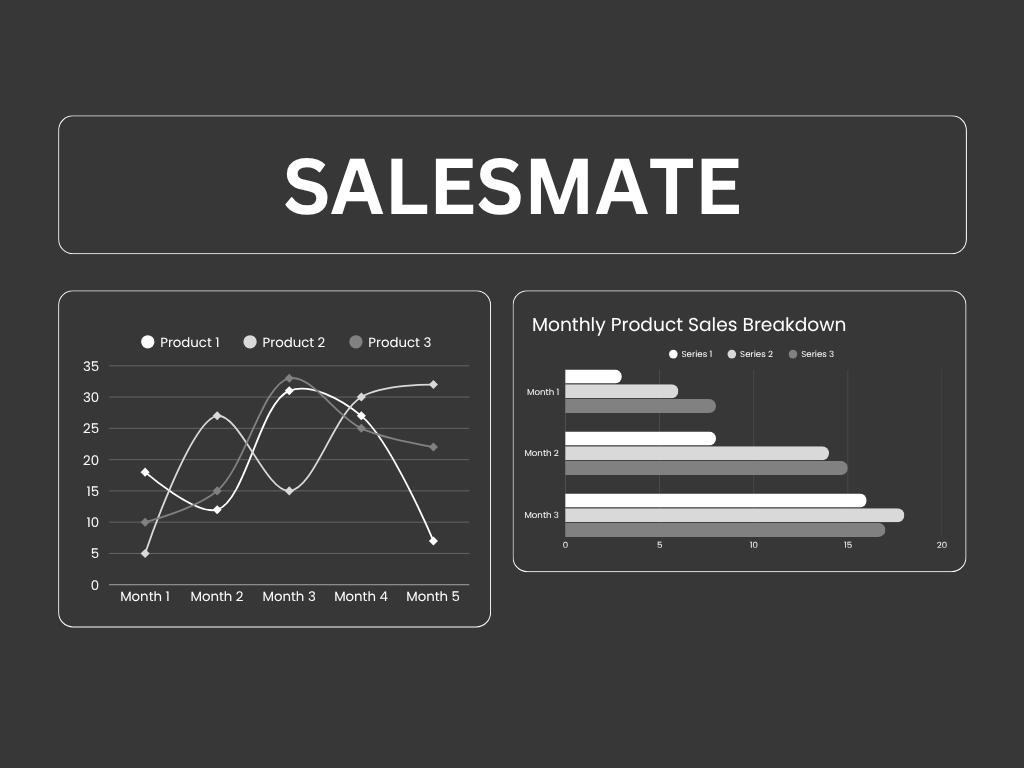 SALESMATE
Product 1 Product 2 Product 3
35
30
25
20
15
10
5
0
Month 1 Month 2 Month 3 Month 4 Month 5
Monthly Product Sales Breakdown
Series 1 Series 2 Series 3
Month 1
Month 2
Month 3
0 5 10 15 20